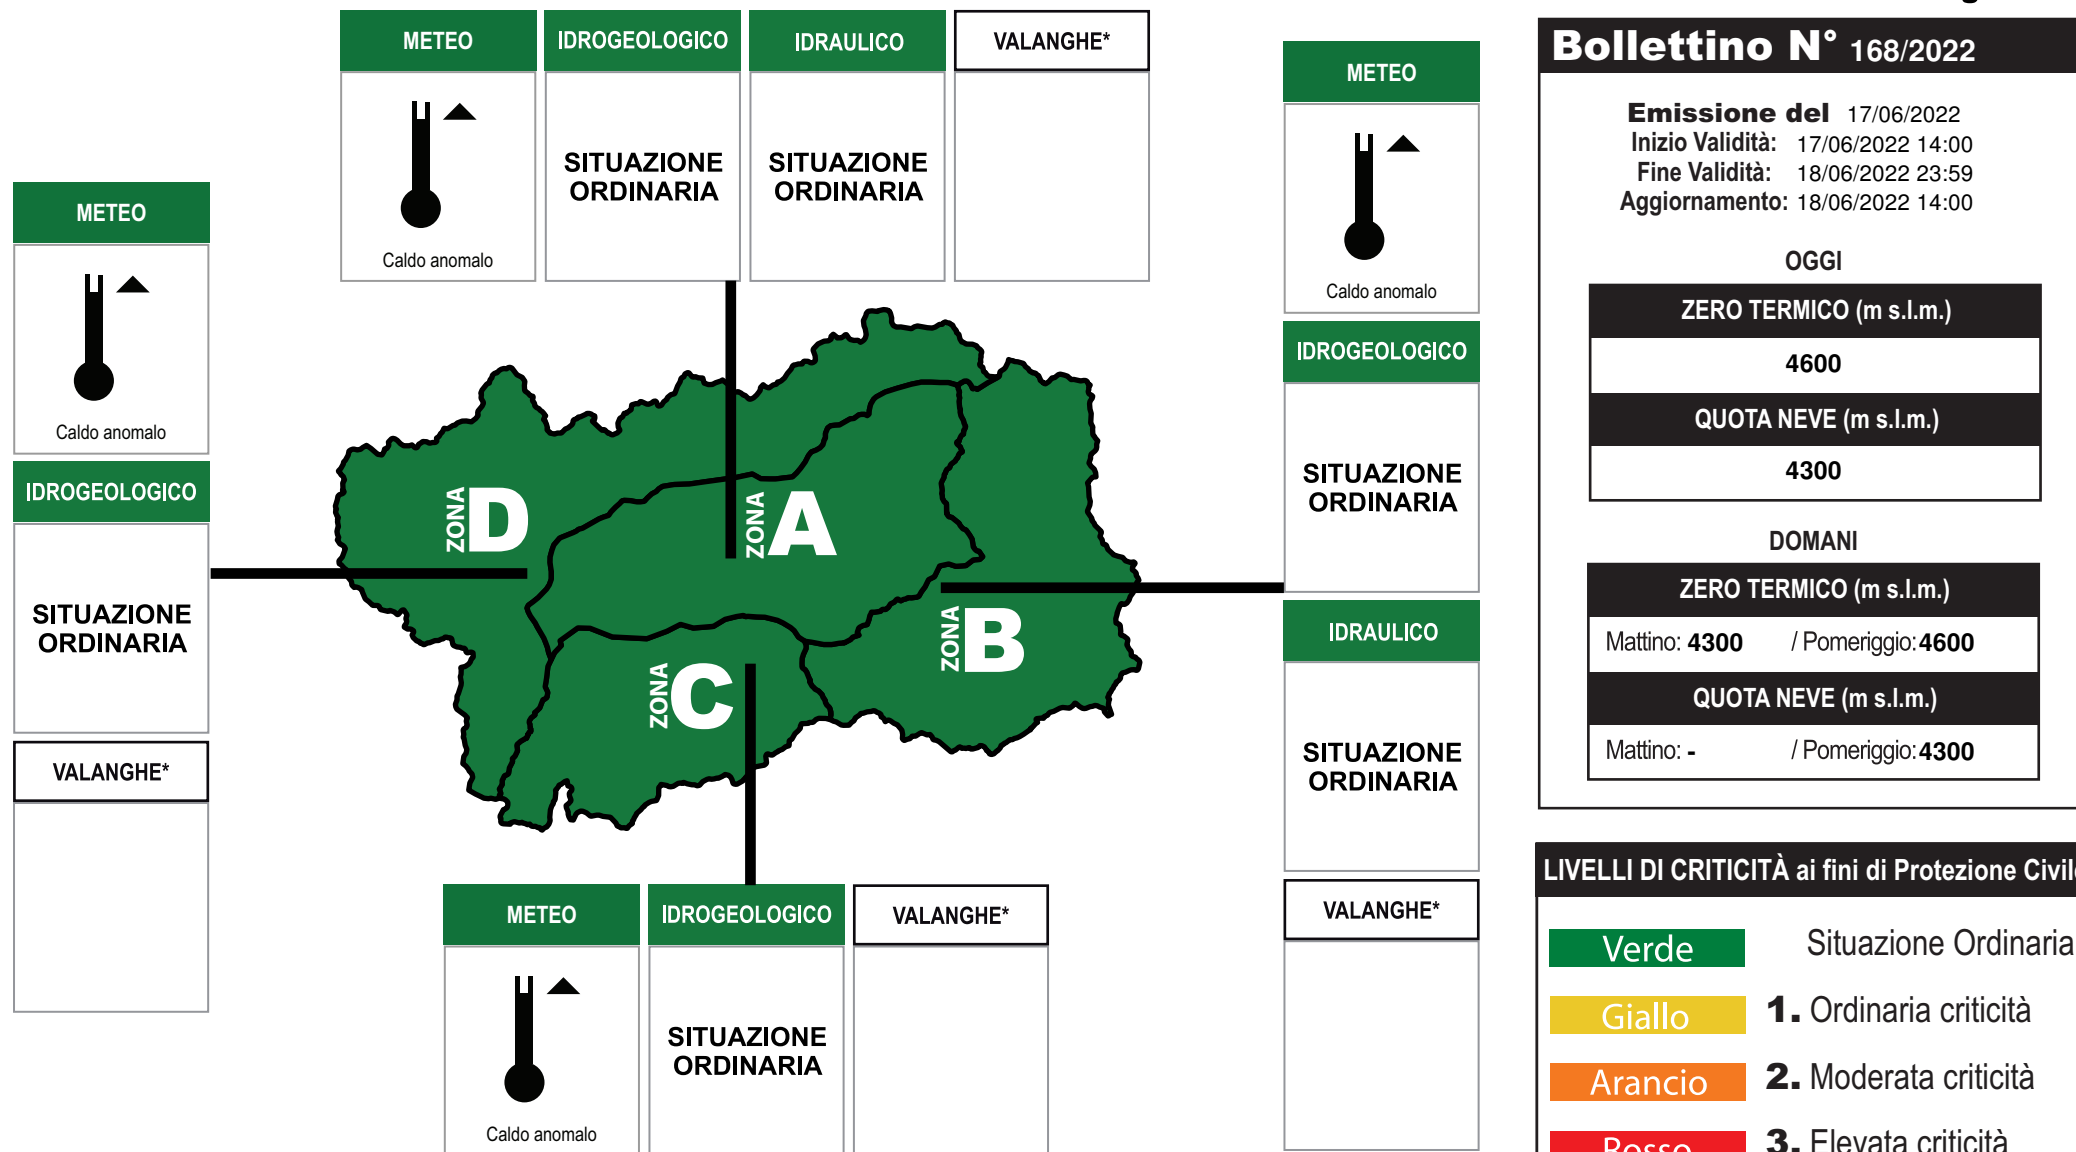 METEO
IDROGEOLOGICO
IDRAULICO
VALANGHE*
Caldo anomalo
SITUAZIONE
ORDINARIA
SITUAZIONE
ORDINARIA
METEO
Caldo anomalo
IDROGEOLOGICO
SITUAZIONE
ORDINARIA
VALANGHE*
ZONA D
ZONA A
ZONA B
ZONA C
METEO
Caldo anomalo
IDROGEOLOGICO
SITUAZIONE
ORDINARIA
IDRAULICO
SITUAZIONE
ORDINARIA
VALANGHE*
METEO
IDROGEOLOGICO
VALANGHE*
Caldo anomalo
SITUAZIONE
ORDINARIA
Bollettino N° 168/2022
Emissione del 17/06/2022
Inizio Validità: 17/06/2022 14:00
Fine Validità: 18/06/2022 23:59
Aggiornamento: 18/06/2022 14:00
OGGI
ZERO TERMICO (m s.l.m.)
4600
QUOTA NEVE (m s.l.m.)
4300
DOMANI
ZERO TERMICO (m s.l.m.)
Mattino: 4300 / Pomeriggio: 4600
QUOTA NEVE (m s.l.m.)
Mattino: - / Pomeriggio: 4300
LIVELLI DI CRITICITÀ ai fini di Protezione Civile
Verde Situazione Ordinaria
Giallo 1. Ordinaria criticità
Arancio 2. Moderata criticità
Rosso 3. Elevata criticità